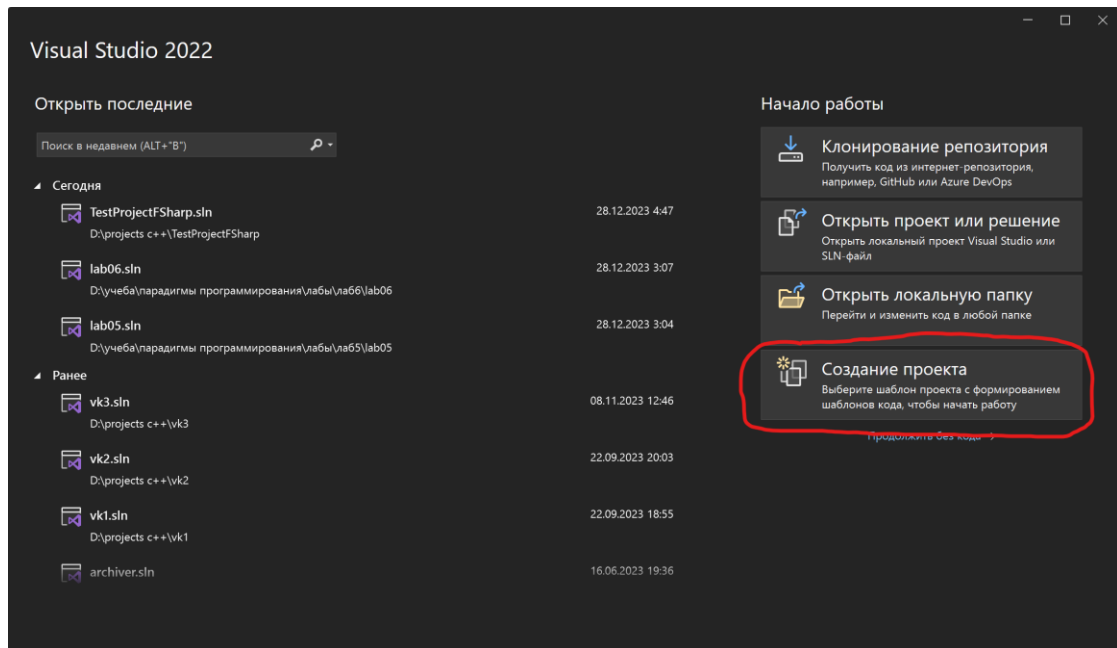 Visual Studio 2022
Открыть последние
Поиск в недавнем (ALT+"В")
Сегодня
TestProjectFSharp.sln
28.12.2023 4:47
D:\projects c++\TestProjectFSharp
lab06.sln
28.12.2023 3:07
D:\учеба\парадигмы программирования\лабы\лаб6\lab06
lab05.sln
28.12.2023 3:04
D:\учеба\парадигмы программирования\лабы\лаб5\lab05
Ранее
vk3.sln
08.11.2023 12:46
D:\projects c++\vk3
vk2.sln
22.09.2023 20:03
D:\projects c++\vk2
vk1.sln
22.09.2023 18:55
D:\projects c++\vk1
archiver.sln
16.06.2023 19:36
Начало работы
Клонирование репозитория
Получить код из интернет-репозитория,
например, GitHub или Azure DevOps
Открыть проект или решение
Открыть локальный проект Visual Studio или
SLN-файл
Открыть локальную папку
Перейти и изменить код в любой папке
Создание проекта
Выберите шаблон проекта с формированием
шаблонов кода, чтобы начать работу
Продолжить без кода →